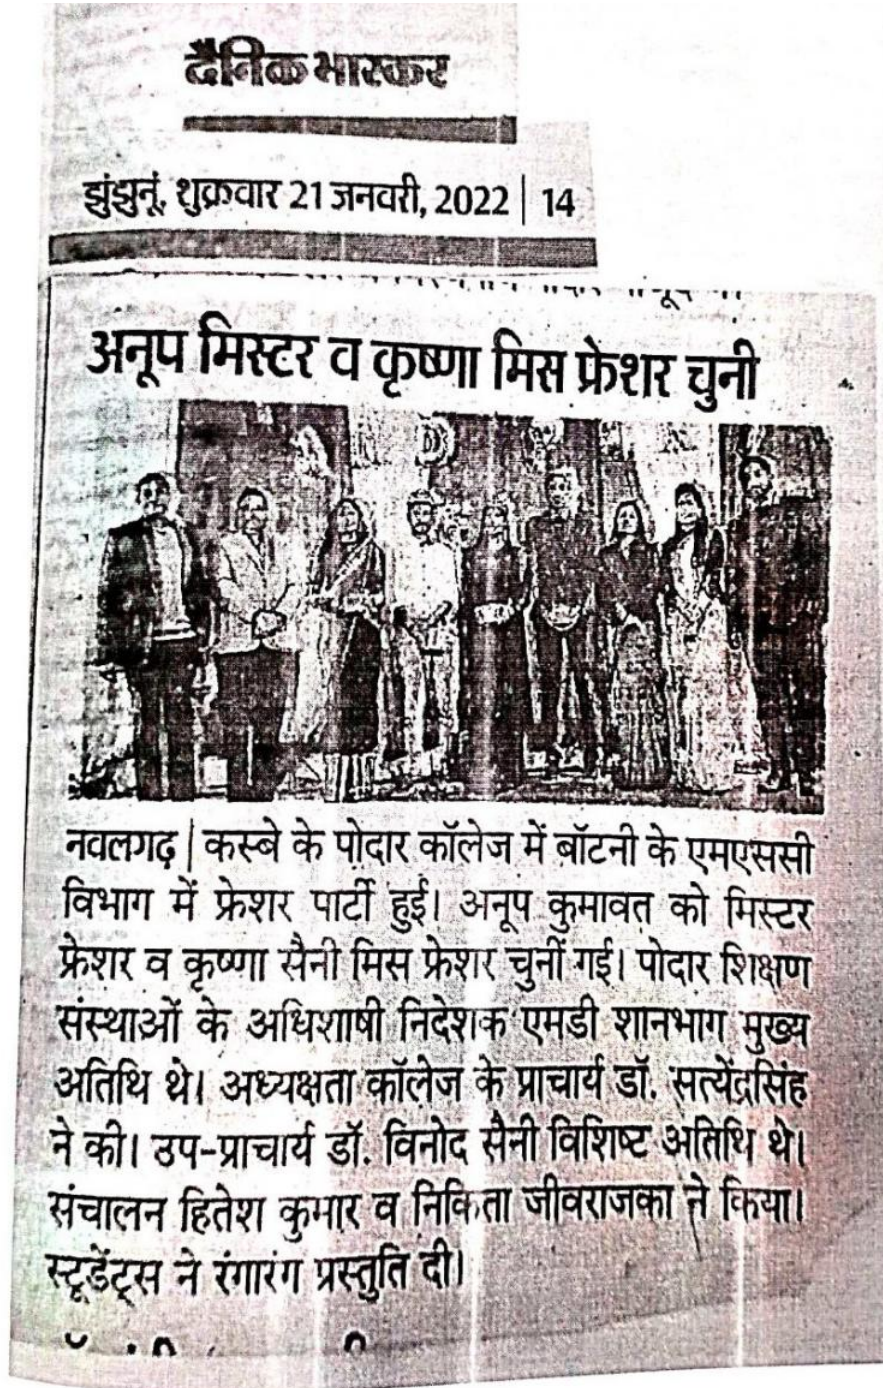 दैनिक भास्कर
झुंझुनूं, शुक्रवार 21 जनवरी, 2022 | 14
अनूप मिस्टर व कृष्णा मिस फ्रेशर चुनी
नवलगढ़ | कस्बे के पोदार कॉलेज में बॉटनी के एमएससी
विभाग में फ्रेशर पार्टी हुई। अनूप कुमावत को मिस्टर
फ्रेशर व कृष्णा सैनी मिस फ्रेशर चुनीं गई। पोदार शिक्षण
संस्थाओं के अधिशाषी निदेशक एमडी शानभाग मुख्य
अतिथि थे। अध्यक्षता कॉलेज के प्राचार्य डॉ. सत्येंद्रसिंह
ने की। उप-प्राचार्य डॉ. विनोद सैनी विशिष्ट अतिथि थे।
संचालन हितेश कुमार व निकिता जीवराजका ने किया।
स्टूडेंट्स ने रंगारंग प्रस्तुति दी।